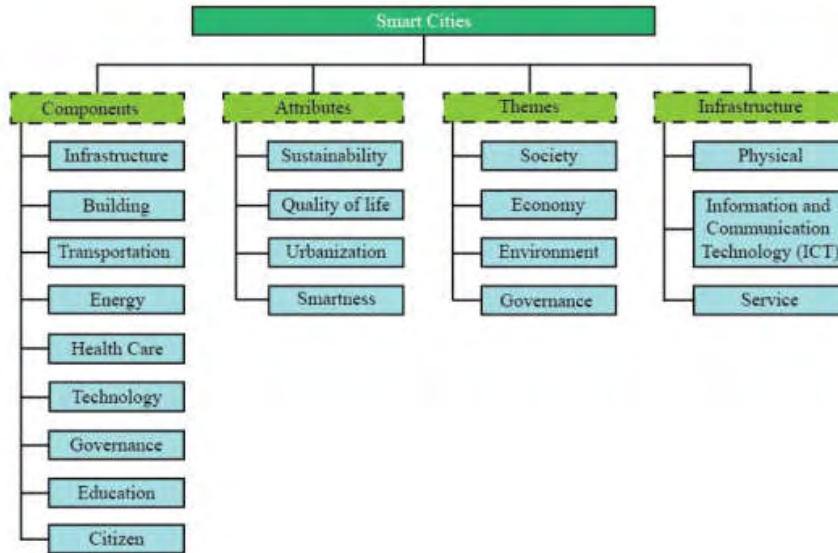 Smart Cities
Components
Infrastructure
Building
Transportation
Energy
Health Care
Technology
Governance
Education
Citizen
Attributes
Sustainability
Quality of life
Urbanization
Smartness
Themes
Society
Economy
Environment
Governance
Infrastructure
Physical
Information and
Communication
Technology (ICT)
Service